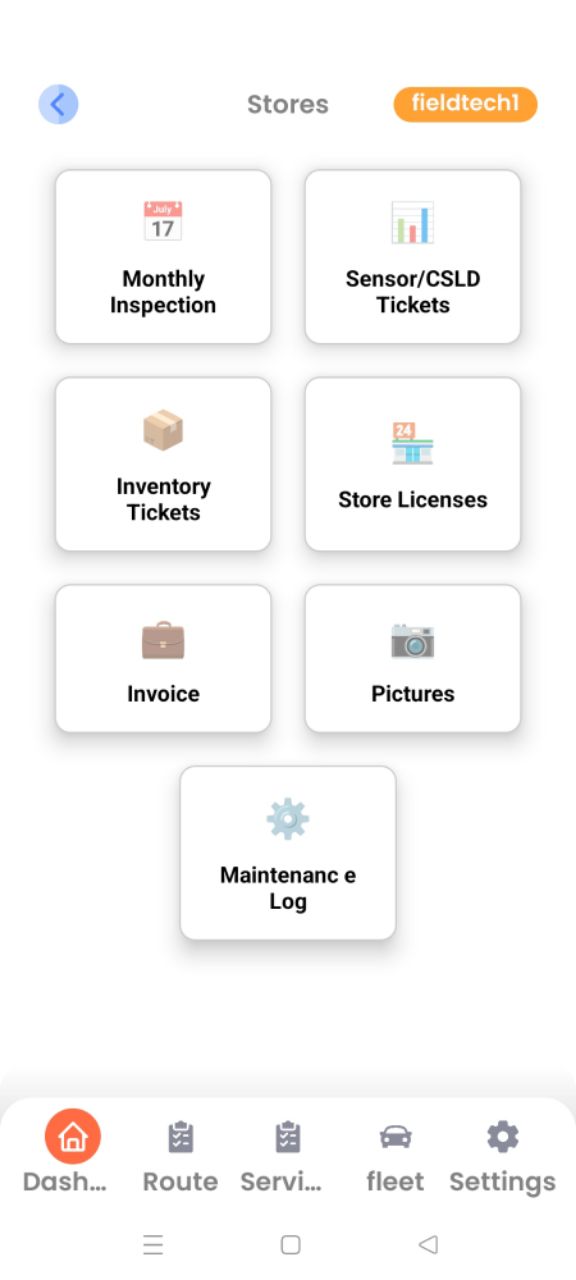 Stores
fieldtech1
July
17
Monthly
Inspection
Sensor/CSLD
Tickets
Inventory
Tickets
24
Store Licenses
Invoice
Pictures
Maintenanc e
Log
Dash...
Route
Servi...
fleet
Settings